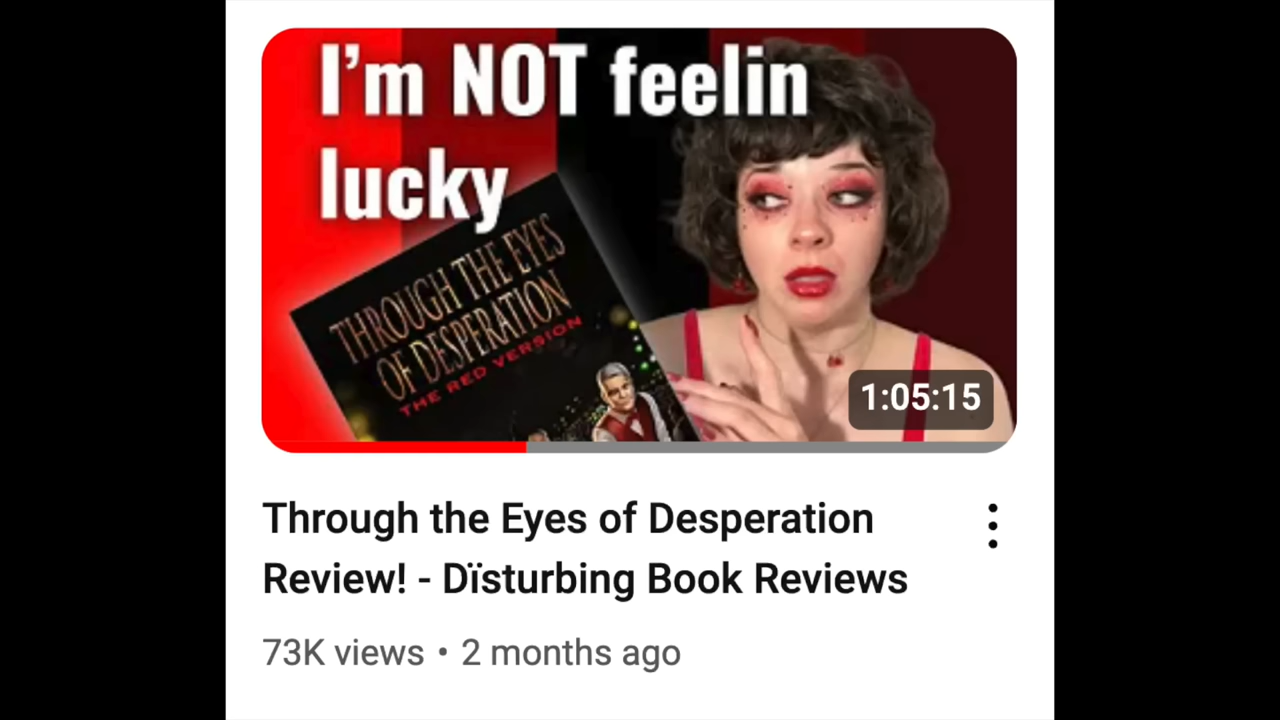 I'm NOT feelin
lucky
THROUGH THE EYES
OF DESPERATION
THE RED VERSION
1:05:15
Through the Eyes of Desperation
Review! - Dïsturbing Book Reviews
73K views • 2 months ago